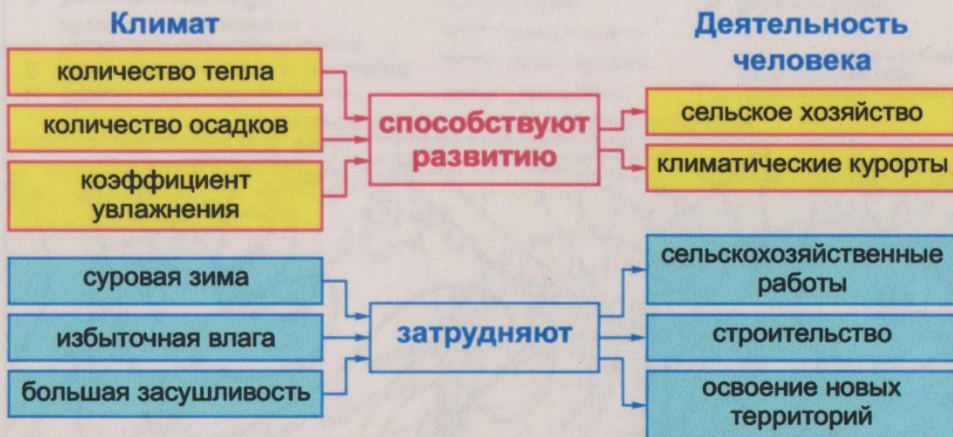 Климат
Деятельность
человека
количество тепла
количество осадков
коэффициент
увлажнения
способствуют
развитию
сельское хозяйство
климатические курорты
суровая зима
избыточная влага
большая засушливость
затрудняют
сельскохозяйственные
работы
строительство
освоение новых
территорий